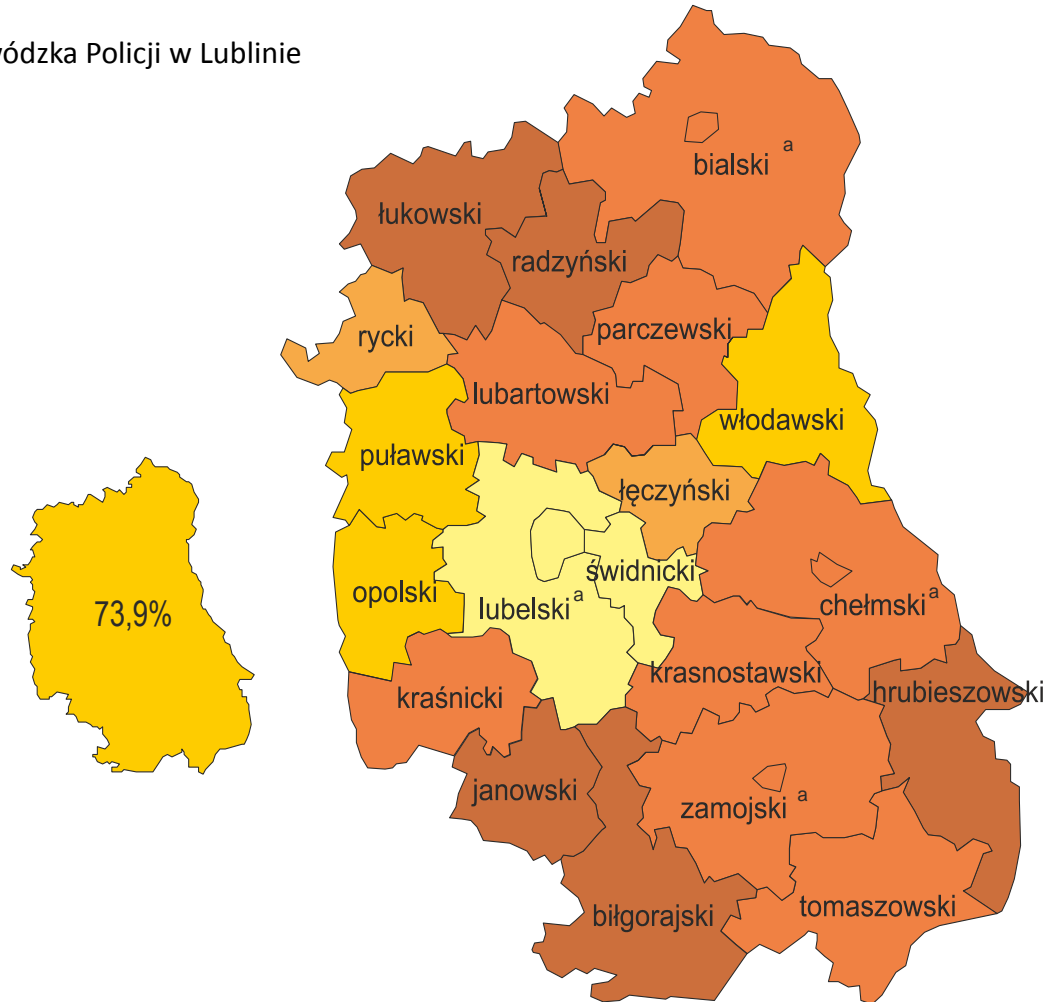 wódzka Policji w Lublinie
bialski a
łukowski
radzyński
rycki
parczewski
lubartowski
włodawski
puławski
łęczyński
świdnicki
opolski
lubelski a
chełmski a
73,9%
krasnostawski
kraśnicki
hrubieszowski
janowski
zamojski a
biłgorajski
tomaszowski